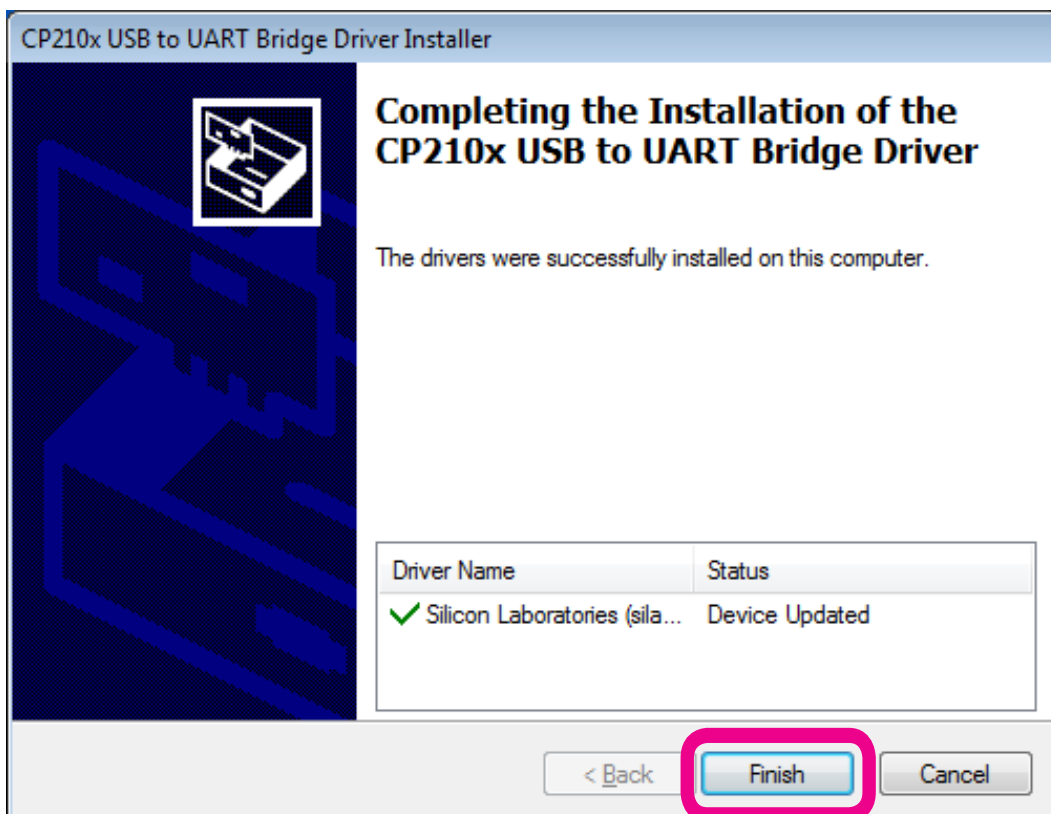 CP210x USB to UART Bridge Driver Installer
Completing the Installation of the
CP210x USB to UART Bridge Driver
The drivers were successfully installed on this computer.
Driver Name Status
Silicon Laboratories (sila... Device Updated
< Back Finish Cancel